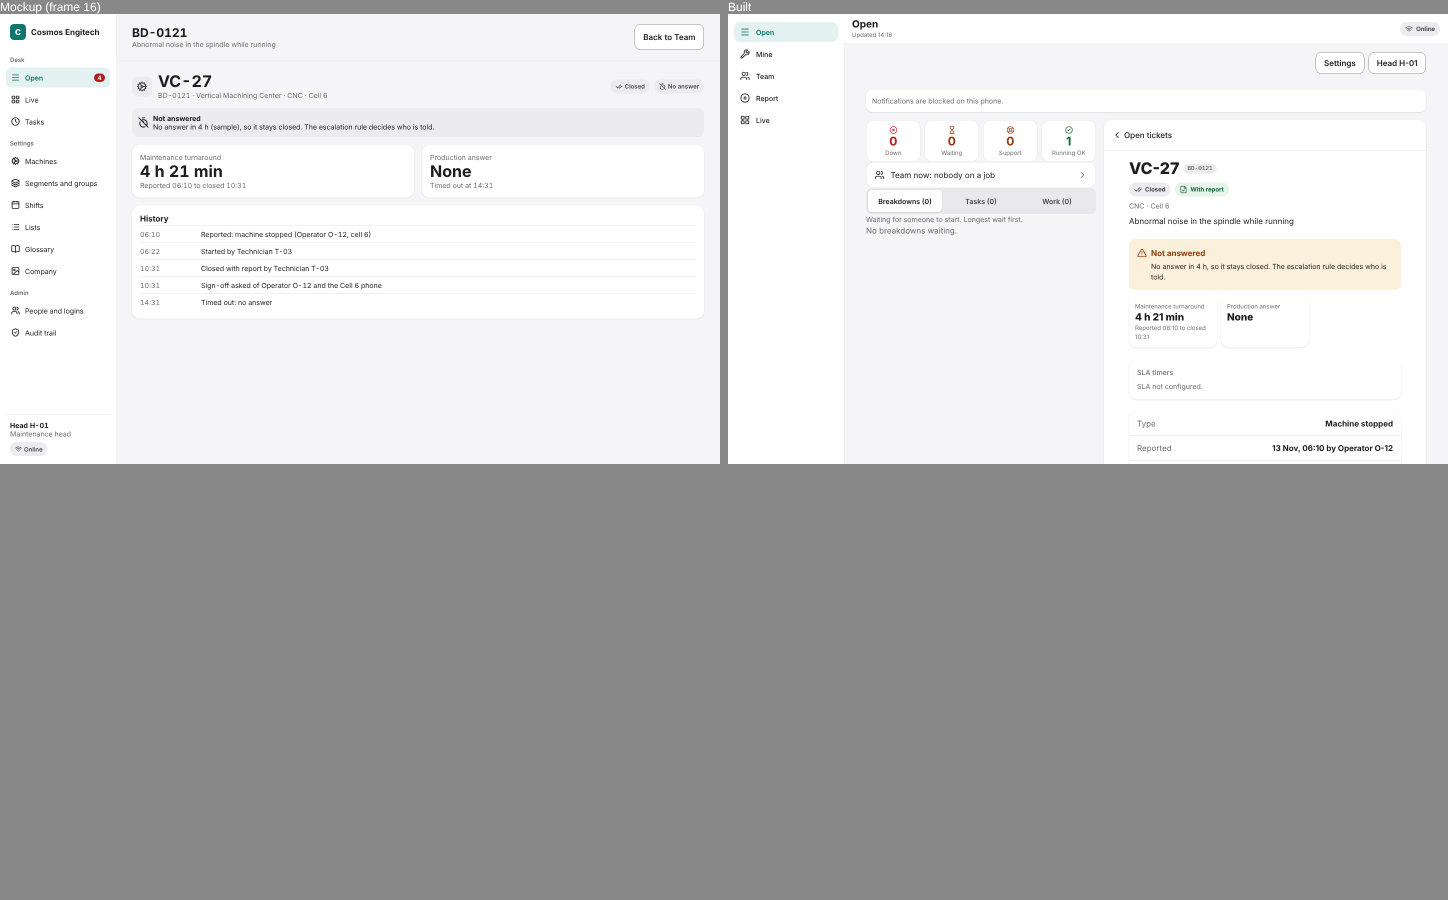 Mockup (frame 16)
C Cosmos Engitech
Desk
Open 4
Live
Tasks
Settings
Machines
Segments and groups
Shifts
Lists
Glossary
Company
Admin
People and logins
Audit trail
Head H-01
Maintenance head
Online
BD-0121
Abnormal noise in the spindle while running
Back to Team
VC-27
BD-0121 · Vertical Machining Center · CNC · Cell 6
Closed
No answer
Not answered
No answer in 4 h (sample), so it stays closed. The escalation rule decides who is told.
Maintenance turnaround
4 h 21 min
Reported 06:10 to closed 10:31
Production answer
None
Timed out at 14:31
History
06:10 Reported: machine stopped (Operator O-12, cell 6)
06:22 Started by Technician T-03
10:31 Closed with report by Technician T-03
10:31 Sign-off asked of Operator O-12 and the Cell 6 phone
14:31 Timed out: no answer
Built
Open
Mine
Team
Report
Live
Open
Updated 14:18
Online
Settings
Head H-01
Notifications are blocked on this phone.
0
Down
0
Waiting
0
Support
1
Running OK
Team now: nobody on a job
Breakdowns (0)
Tasks (0)
Work (0)
Waiting for someone to start. Longest wait first.
No breakdowns waiting.
Open tickets
VC-27 BD-0121
Closed
With report
CNC · Cell 6
Abnormal noise in the spindle while running
Not answered
No answer in 4 h, so it stays closed. The escalation rule decides who is
told.
Maintenance turnaround
4 h 21 min
Reported 06:10 to closed
10:31
Production answer
None
SLA timers
SLA not configured.
Type Machine stopped
Reported 13 Nov, 06:10 by Operator O-12